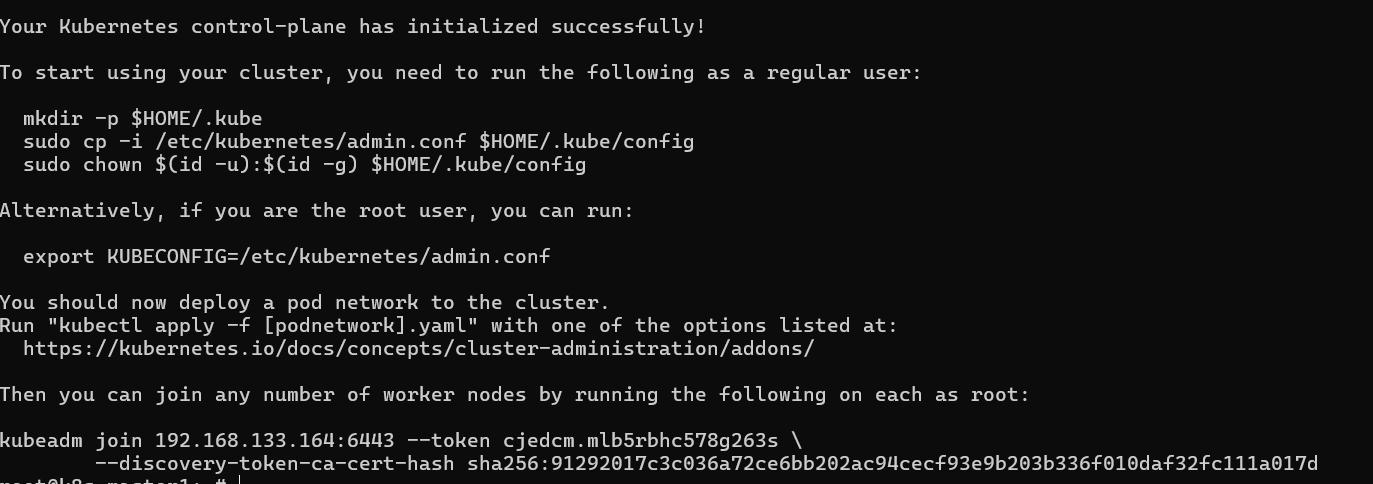 Your Kubernetes control-plane has initialized successfully!
To start using your cluster, you need to run the following as a regular user:
mkdir -p $HOME/.kube
sudo cp -i /etc/kubernetes/admin.conf $HOME/.kube/config
sudo chown $(id -u):$(id -g) $HOME/.kube/config
Alternatively, if you are the root user, you can run:
export KUBECONFIG=/etc/kubernetes/admin.conf
You should now deploy a pod network to the cluster.
Run "kubectl apply -f [podnetwork].yaml" with one of the options listed at:
https://kubernetes.io/docs/concepts/cluster-administration/addons/
Then you can join any number of worker nodes by running the following on each as root:
kubeadm join 192.168.133.164:6443 --token cjedcm.mlb5rbhc578g263s \
--discovery-token-ca-cert-hash sha256:91292017c3c036a72ce6bb202ac94cecf93e9b203b336f010daf32fc111a017d